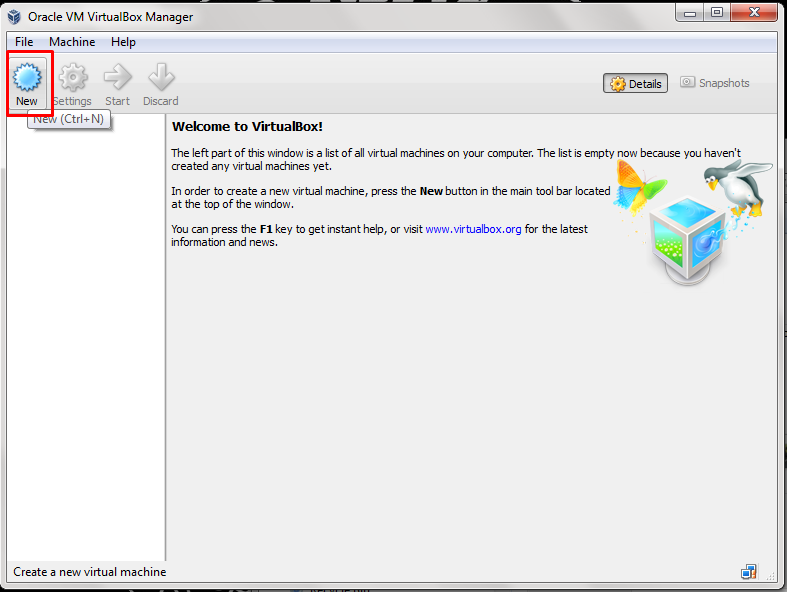 Oracle VM VirtualBox Manager
File Machine Help
New Settings Start Discard
Details Snapshots
New (Ctrl+N)
Welcome to VirtualBox!
The left part of this window is a list of all virtual machines on your computer. The list is empty now because you haven't
created any virtual machines yet.
In order to create a new virtual machine, press the New button in the main tool bar located
at the top of the window.
You can press the F1 key to get instant help, or visit www.virtualbox.org for the latest
information and news.
Create a new virtual machine